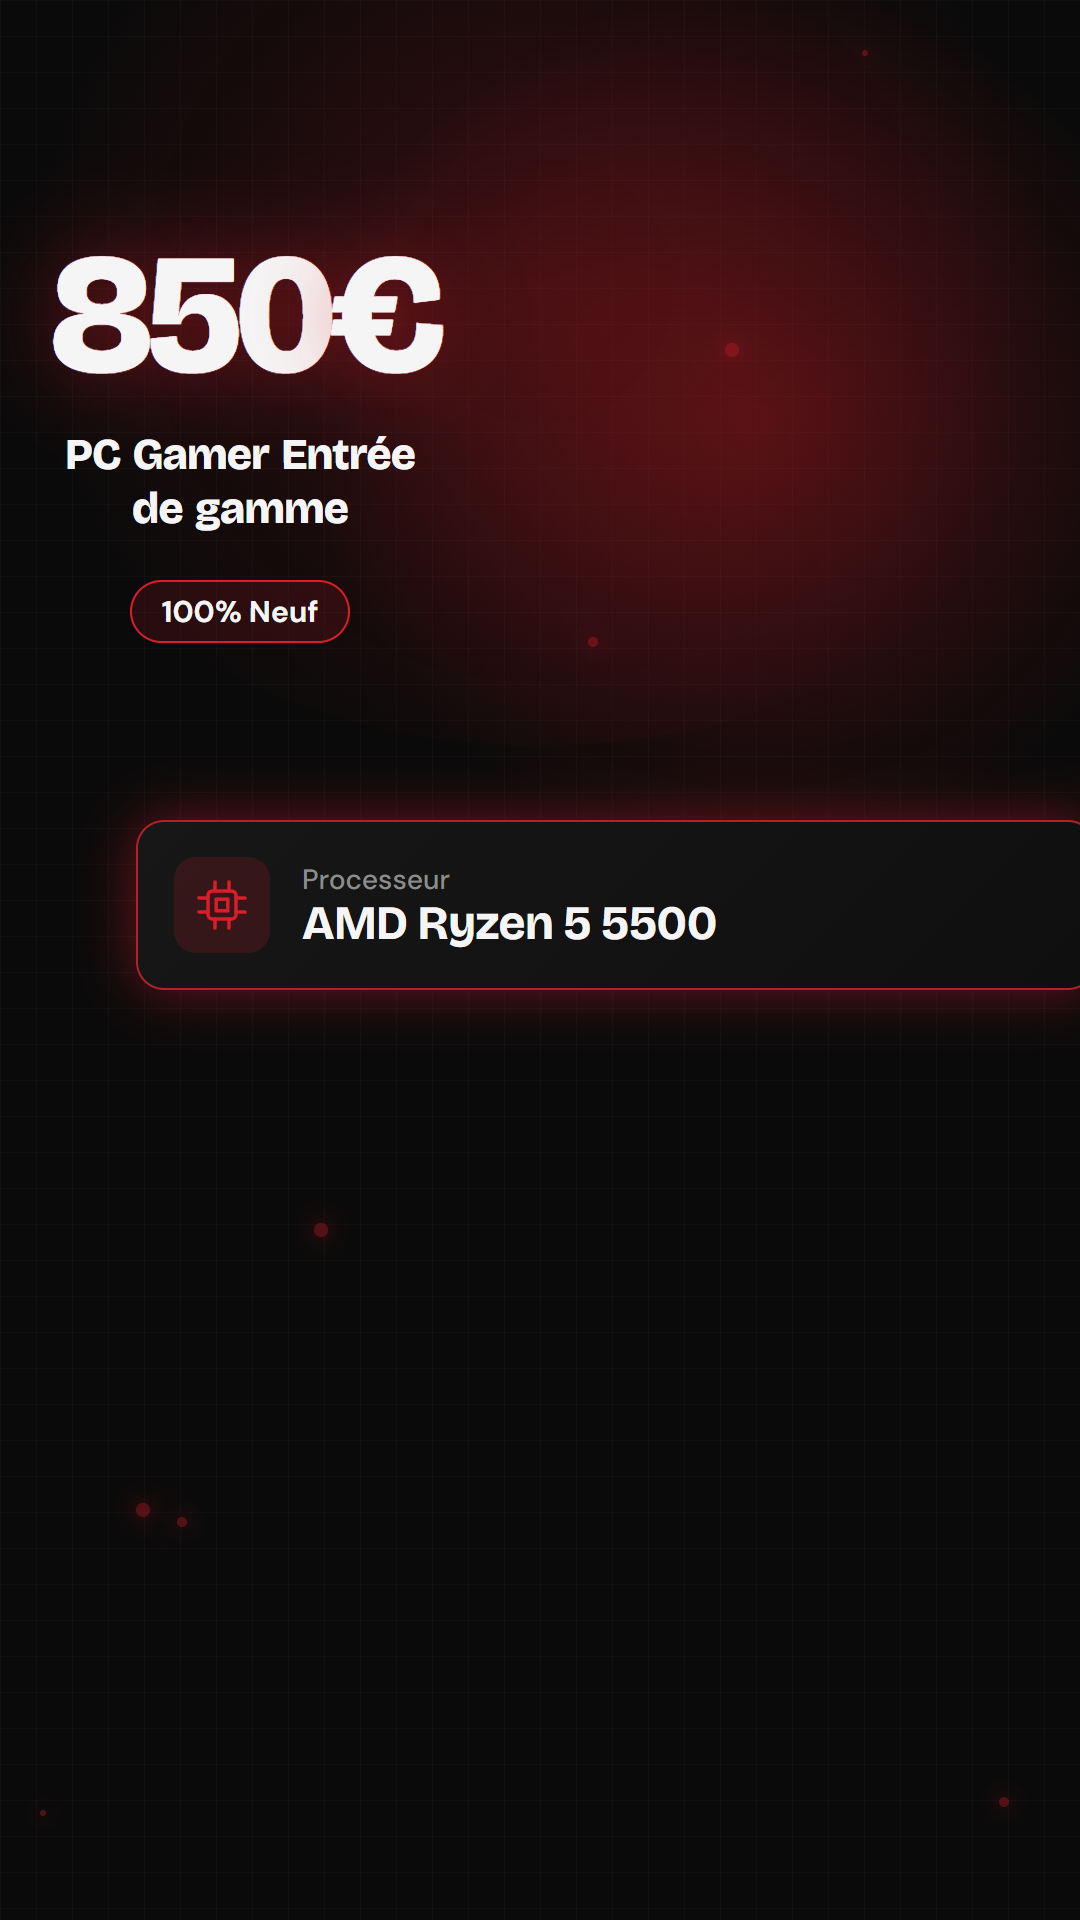 850€
PC Gamer Entrée
de gamme
100% Neuf
Processeur
AMD Ryzen 5 5500